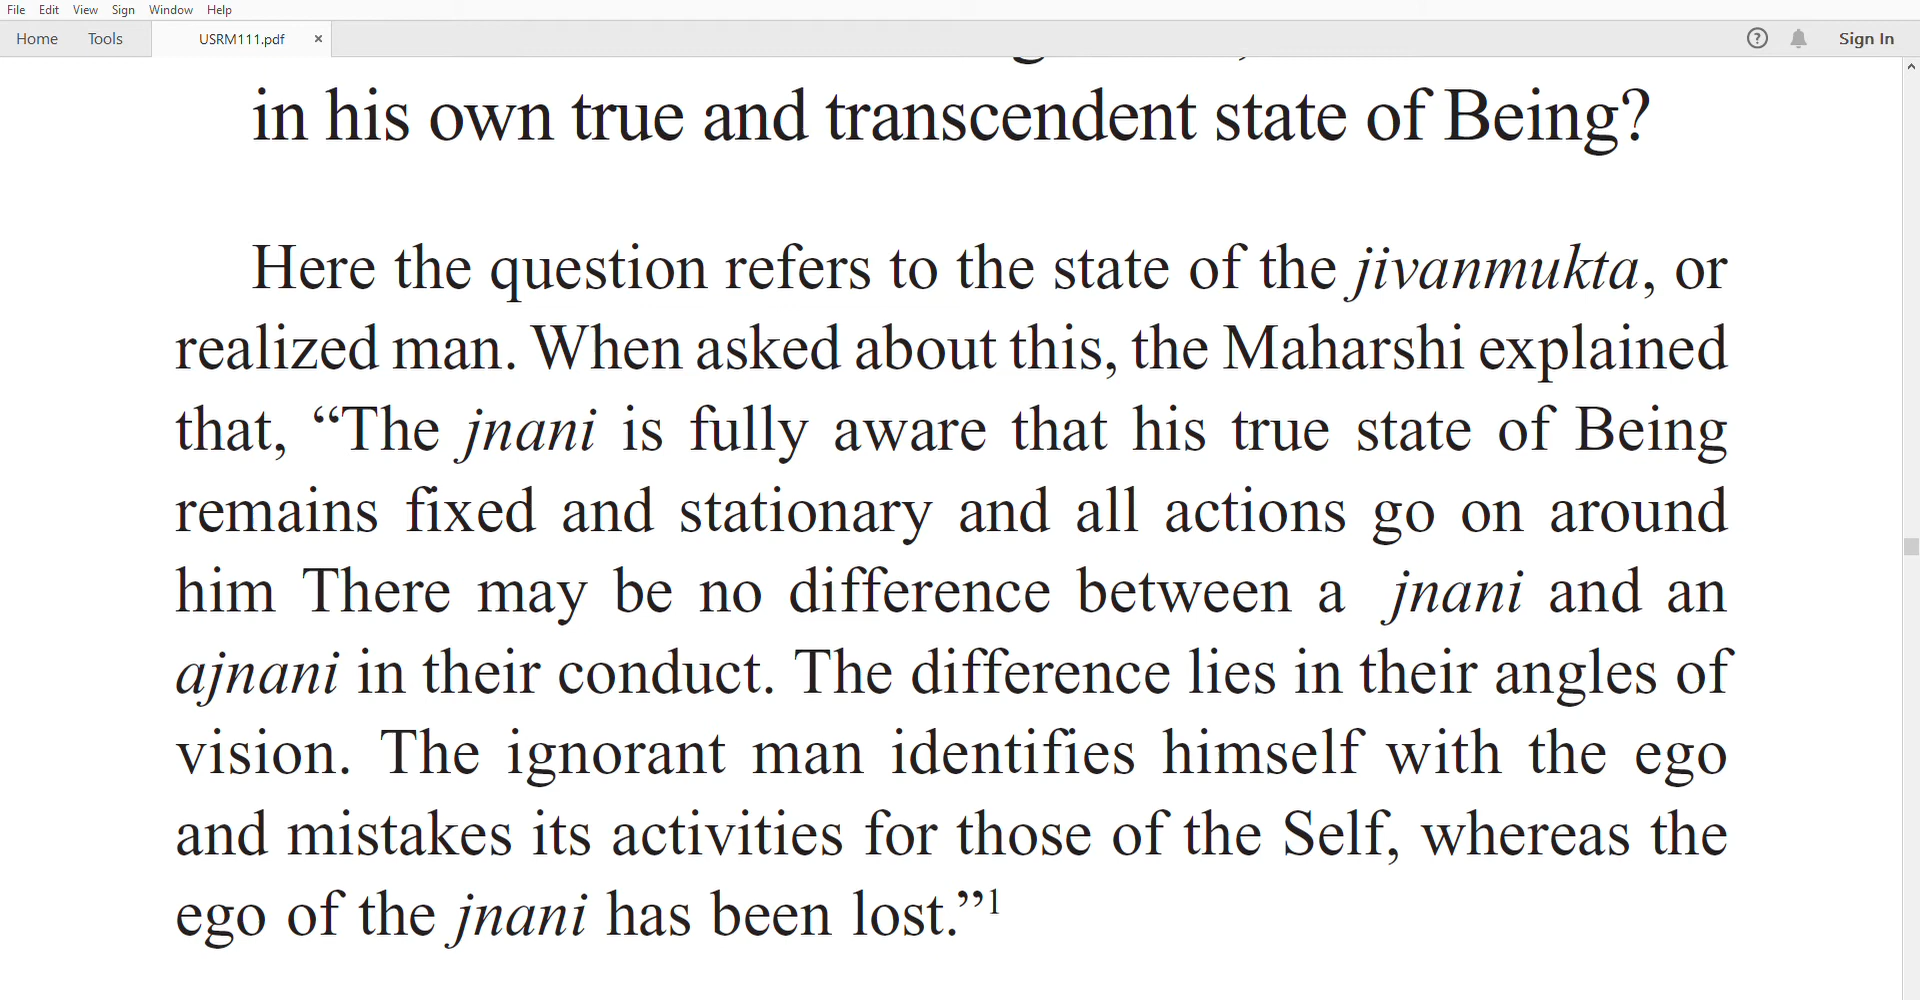 File Edit View Sign Window Help
Home Tools USRM111.pdf × ? Sign In
in his own true and transcendent state of Being?
Here the question refers to the state of the jivanmukta, or
realized man. When asked about this, the Maharshi explained
that, “The jnani is fully aware that his true state of Being
remains fixed and stationary and all actions go on around
him There may be no difference between a jnani and an
ajnani in their conduct. The difference lies in their angles of
vision. The ignorant man identifies himself with the ego
and mistakes its activities for those of the Self, whereas the
ego of the jnani has been lost.”1